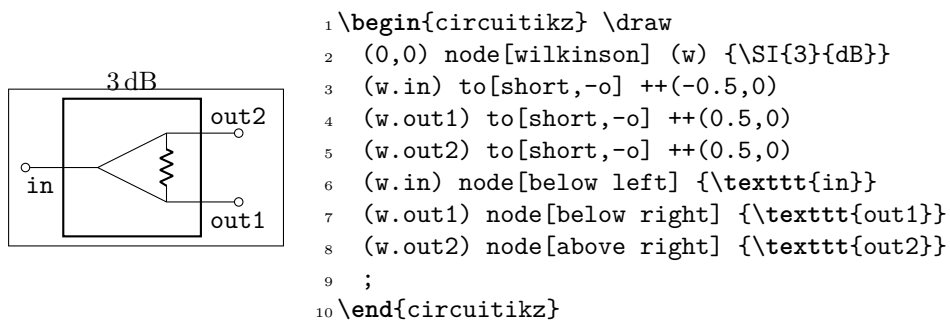 3 dB
out2
in
out1
1 \begin{circuitikz} \draw
2 (0,0) node[wilkinson] (w) {\SI{3}{dB}}
3 (w.in) to[short,-o] ++(-0.5,0)
4 (w.out1) to[short,-o] ++(0.5,0)
5 (w.out2) to[short,-o] ++(0.5,0)
6 (w.in) node[below left] {\texttt{in}}
7 (w.out1) node[below right] {\texttt{out1}}
8 (w.out2) node[above right] {\texttt{out2}}
9 ;
10 \end{circuitikz}